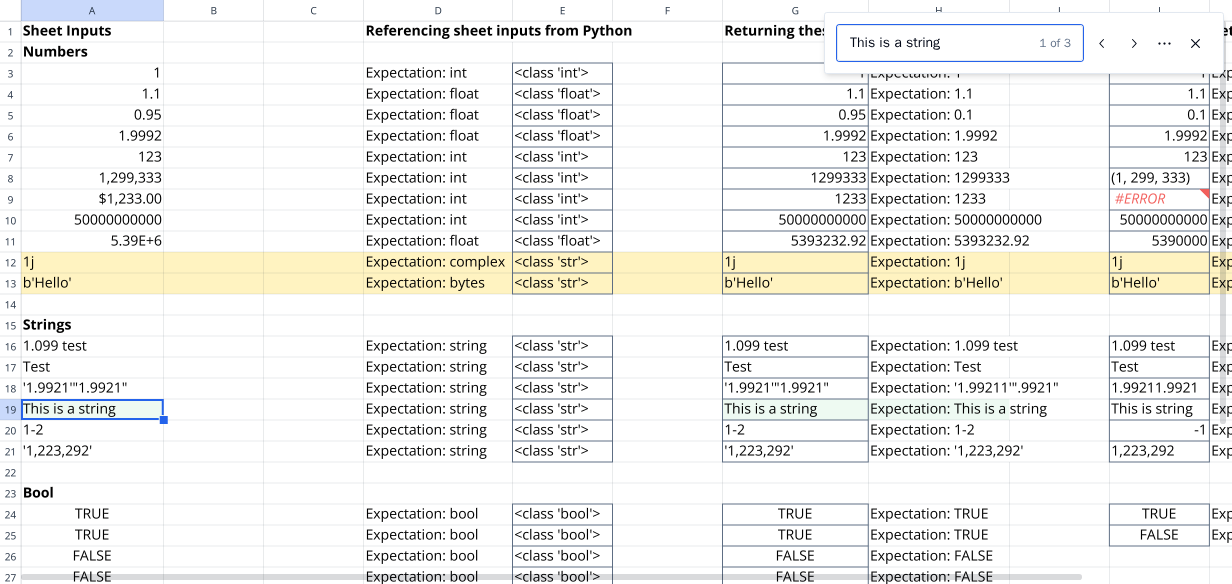 A B C D E F G H I J
1 Sheet Inputs Referencing sheet inputs from Python Returning thes
This is a string 1 of 3
2 Numbers
3 1 Expectation: int <class 'int'>
4 1.1 Expectation: float <class 'float'> 1.1 Expectation: 1.1 1.1 Exp
5 0.95 Expectation: float <class 'float'> 0.95 Expectation: 0.1 0.1 Exp
6 1.9992 Expectation: float <class 'float'> 1.9992 Expectation: 1.9992 1.9992 Exp
7 123 Expectation: int <class 'int'> 123 Expectation: 123 123 Exp
8 1,299,333 Expectation: int <class 'int'> 1299333 Expectation: 1299333 (1, 299, 333) Exp
9 $1,233.00 Expectation: int <class 'int'> 1233 Expectation: 1233 #ERROR Exp
10 50000000000 Expectation: int <class 'int'> 50000000000 Expectation: 50000000000 50000000000 Exp
11 5.39E+6 Expectation: float <class 'float'> 5393232.92 Expectation: 5393232.92 5390000 Exp
12 1j Expectation: complex <class 'str'> 1j Expectation: 1j 1j Exp
13 b'Hello' Expectation: bytes <class 'str'> b'Hello' Expectation: b'Hello' b'Hello' Exp
14
15 Strings
16 1.099 test Expectation: string <class 'str'> 1.099 test Expectation: 1.099 test 1.099 test Exp
17 Test Expectation: string <class 'str'> Test Expectation: Test Test Exp
18 '1.9921'"1.9921" Expectation: string <class 'str'> '1.9921'"1.9921" Expectation: '1.99211'".9921" 1.99211.9921 Exp
19 This is a string Expectation: string <class 'str'> This is a string Expectation: This is a string This is string Exp
20 1-2 Expectation: string <class 'str'> 1-2 Expectation: 1-2 -1 Exp
21 '1,223,292' Expectation: string <class 'str'> '1,223,292' Expectation: '1,223,292' 1,223,292 Exp
22
23 Bool
24 TRUE Expectation: bool <class 'bool'> TRUE Expectation: TRUE TRUE Exp
25 TRUE Expectation: bool <class 'bool'> TRUE Expectation: TRUE FALSE Exp
26 FALSE Expectation: bool <class 'bool'> FALSE Expectation: FALSE
27 FALSE Expectation: bool <class 'bool'> FALSE Expectation: FALSE